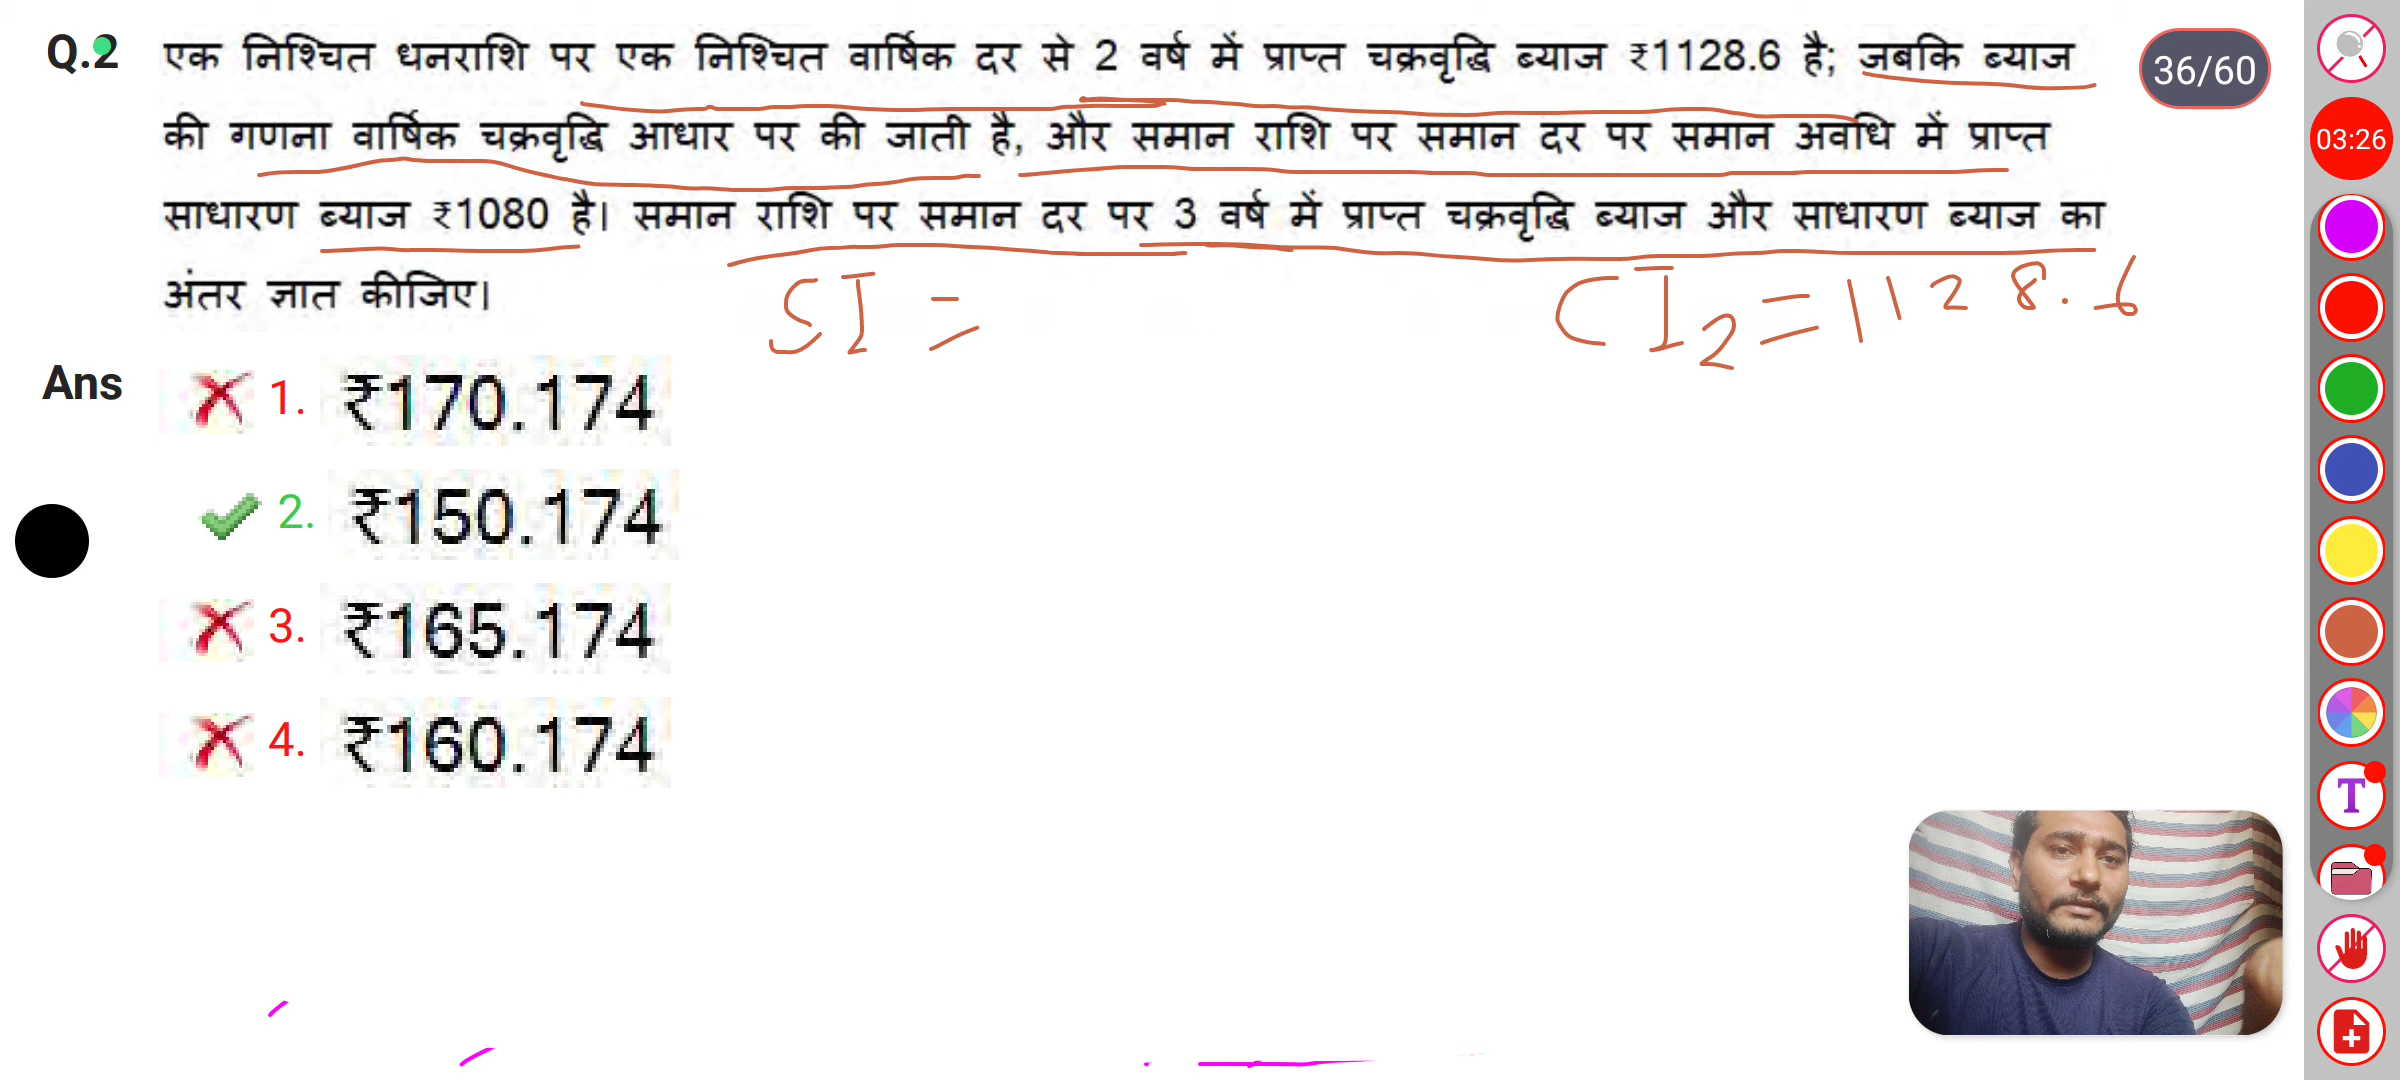 Q.2 एक निश्चित धनराशि पर एक निश्चित वार्षिक दर से 2 वर्ष में प्राप्त चक्रवृद्धि ब्याज ₹1128.6 है; जबकि ब्याज
36/60
की गणना वार्षिक चक्रवृद्धि आधार पर की जाती है, और समान राशि पर समान दर पर समान अवधि में प्राप्त
03:26
साधारण ब्याज ₹1080 है। समान राशि पर समान दर पर 3 वर्ष में प्राप्त चक्रवृद्धि ब्याज और साधारण ब्याज का
अंतर ज्ञात कीजिए।
SI =
CI2 = 1128.6
Ans 1. ₹170.174
2. ₹150.174
3. ₹165.174
4. ₹160.174
T